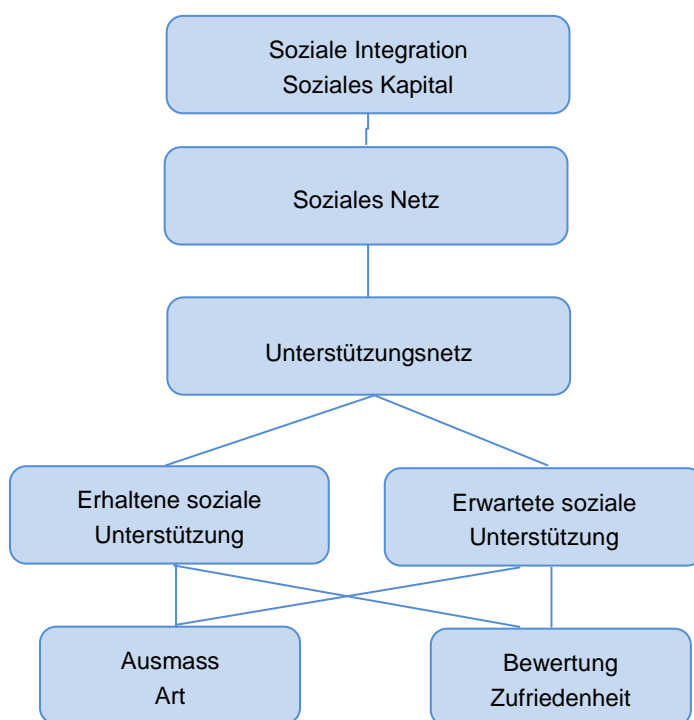 Soziale Integration
Soziales Kapital
Soziales Netz
Unterstützungsnetz
Erhaltene soziale
Unterstützung
Erwartete soziale
Unterstützung
Ausmass
Art
Bewertung
Zufriedenheit